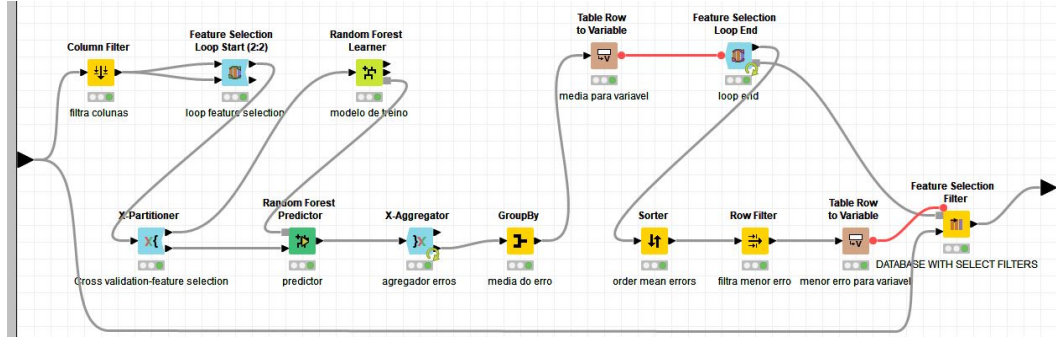 Column Filter
filtra colunas
Feature Selection
Loop Start (2:2)
loop feature selection
Random Forest
Learner
modelo de treino
Table Row
to Variable
media para variavel
Feature Selection
Loop End
loop end
X-Partitioner
Cross validation-feature selection
Random Forest
Predictor
predictor
X-Aggregator
agregador erros
GroupBy
media do erro
Sorter
order mean errors
Row Filter
filtra menor erro
Table Row
to Variable
menor erro para variavel
Feature Selection
Filter
DATABASE WITH SELECT FILTERS